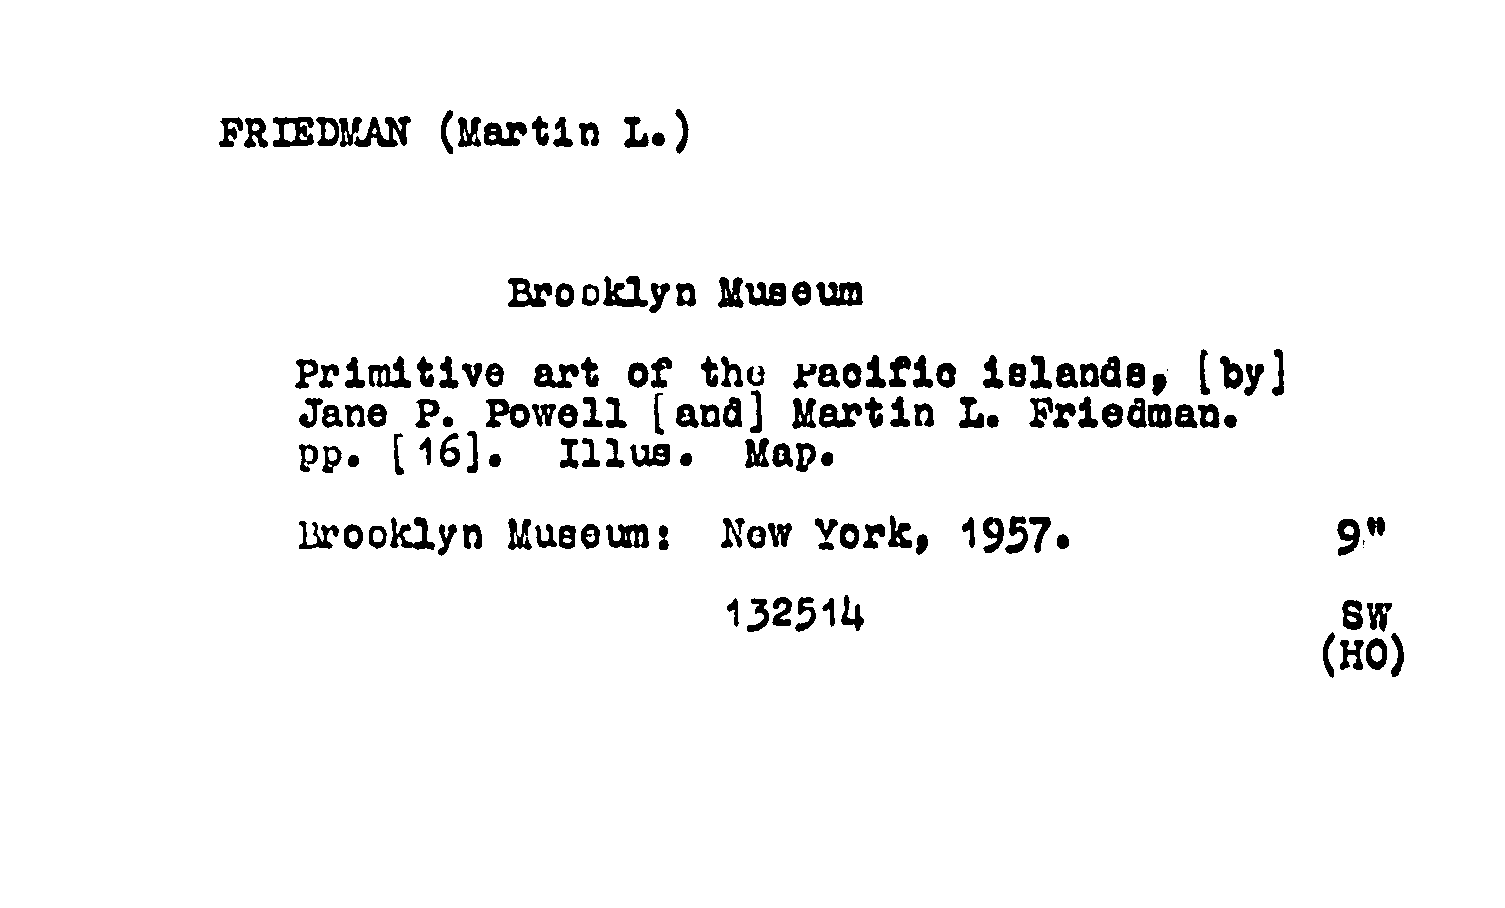 FRIEDMAN (Martin L.)
Brooklyn Museum
Primitive art of the Pacific islands, [by]
Jane P. Powell [and] Martin L. Friedman.
pp. [16]. Illus. Map.
Brooklyn Museum: New York, 1957. 9"
132514 SW
(HO)